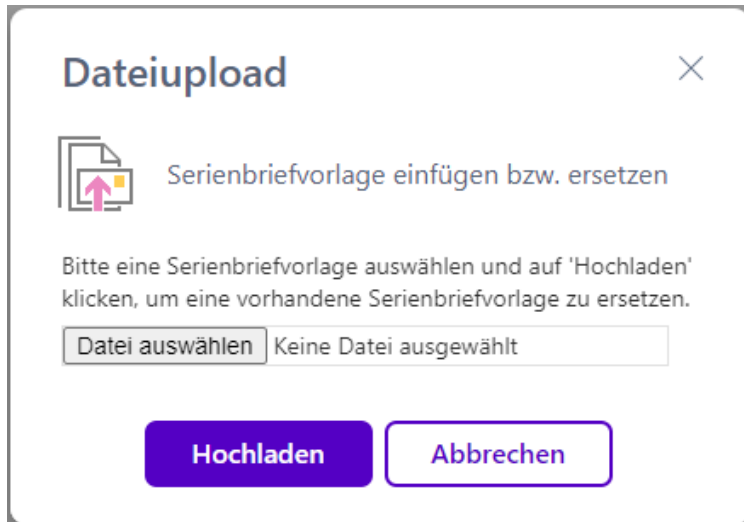 Dateiupload
Serienbriefvorlage einfügen bzw. ersetzen
Bitte eine Serienbriefvorlage auswählen und auf 'Hochladen'
klicken, um eine vorhandene Serienbriefvorlage zu ersetzen.
Datei auswählen Keine Datei ausgewählt
Hochladen Abbrechen